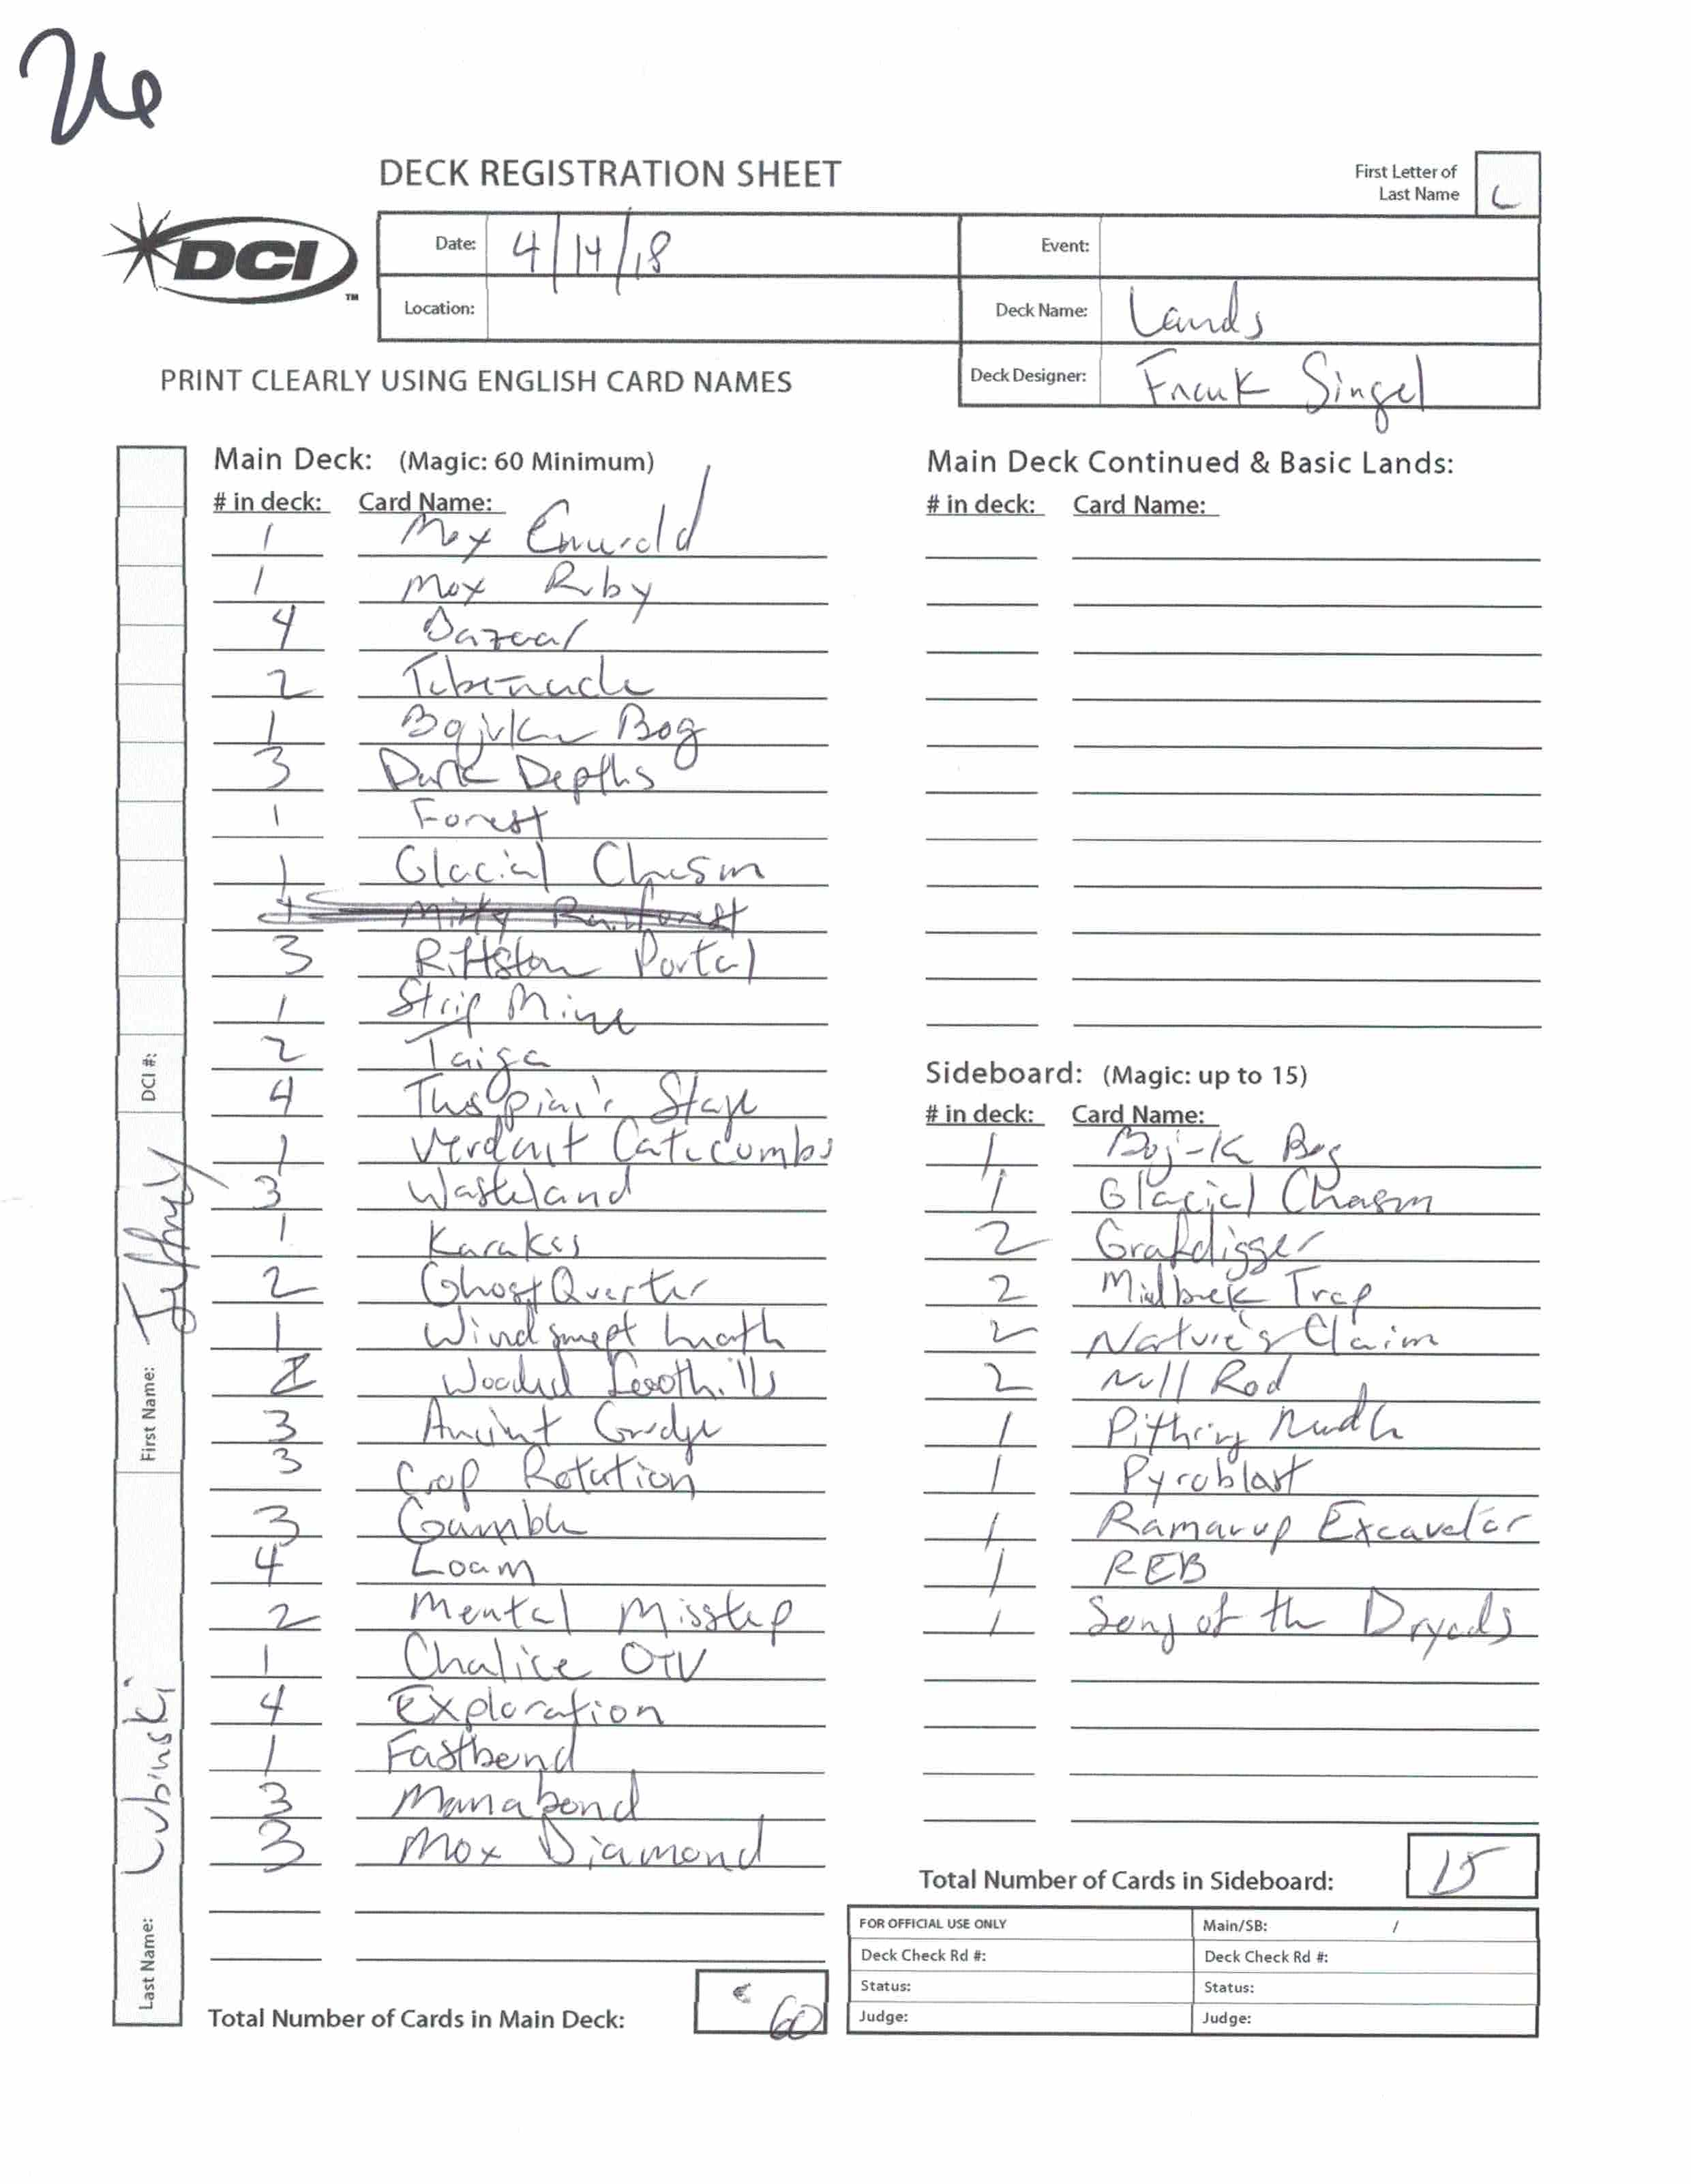 DECK REGISTRATION SHEET
First Letter of
Last Name
L
DCI
TM
Date: 4/14/18
Event:
Location:
Deck Name: Lands
PRINT CLEARLY USING ENGLISH CARD NAMES
Deck Designer: Frank Singel
Main Deck: (Magic: 60 Minimum)
# in deck: Card Name:
1 Mox Emerald
1 Mox Ruby
4 Bazaar
2 Tabernacle
1 Bojuka Bog
3 Dark Depths
1 Forest
1 Glacial Chasm
Misty Rainforest
3 Riftston Portal
1 Strip Mine
2 Taiga
4 Thespian's Stage
1 Verdant Catacombs
3 Wasteland
1 Karakas
2 Ghost Quarter
1 Windswept Heath
Wooded Foothills
3 Ancient Grudge
3 Crop Rotation
3 Gamble
4 Loam
2 Mental Misstep
1 Chalice OTV
4 Exploration
1 Fastbond
3 Manabond
3 Mox Diamond
Total Number of Cards in Main Deck: 60
Main Deck Continued & Basic Lands:
# in deck: Card Name:
Sideboard: (Magic: up to 15)
# in deck: Card Name:
1 Bojuka Bog
1 Glacial Chasm
2 Grafdigger
2 Mindbreak Trap
2 Nature's Claim
2 Null Rod
1 Pithing Needle
1 Pyroblast
1 Ramanup Excavator
1 REB
1 Song of the Dryads
Total Number of Cards in Sideboard: 15
FOR OFFICIAL USE ONLY
Main/SB: /
Deck Check Rd #:
Deck Check Rd #:
Status:
Status:
Judge:
Judge:
DCI #:
First Name: Jeffrey
Last Name: Lubinski